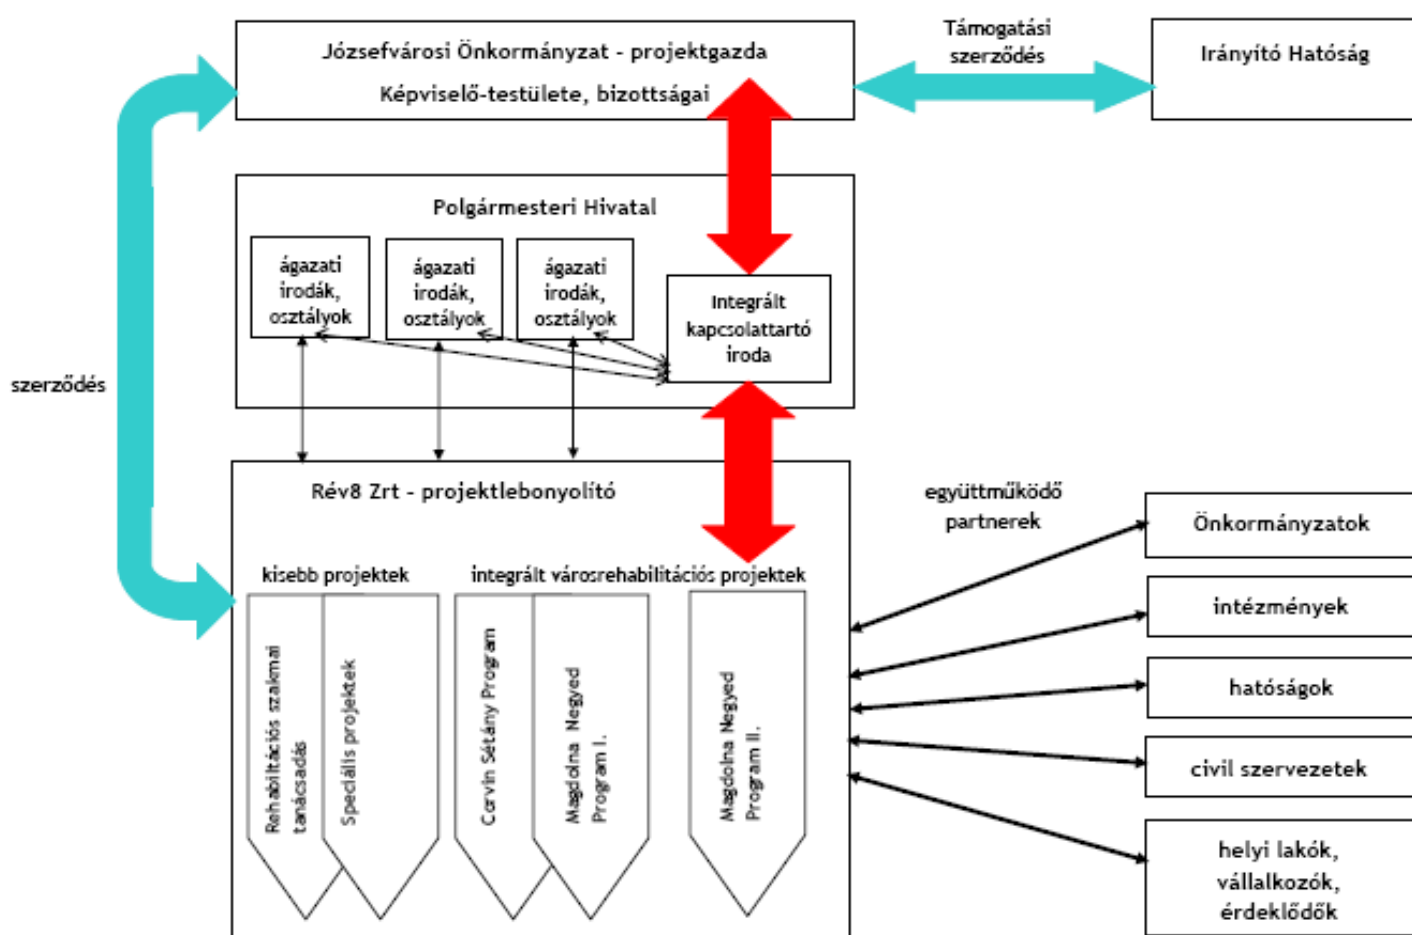 Józsefvárosi Önkormányzat - projektgazda
Képviselő-testülete, bizottságai
Támogatási
szerződés
Irányító Hatóság
Polgármesteri Hivatal
ágazati
irodák,
osztályok
ágazati
irodák,
osztályok
ágazati
irodák,
osztályok
Integrált
kapcsolattartó
iroda
szerződés
Rév8 Zrt - projektlebonyolító
kisebb projektek
integrált városrehabilitációs projektek
Rehabiltációs szakmai
tanácsadás
Speciális projektek
Corvin Sétány Program
Magdolna Negyed
Program I.
Magdolna Negyed
Program II.
együttműködő
partnerek
Önkormányzatok
intézmények
hatóságok
civil szervezetek
helyi lakók,
vállalkozók,
érdeklődők